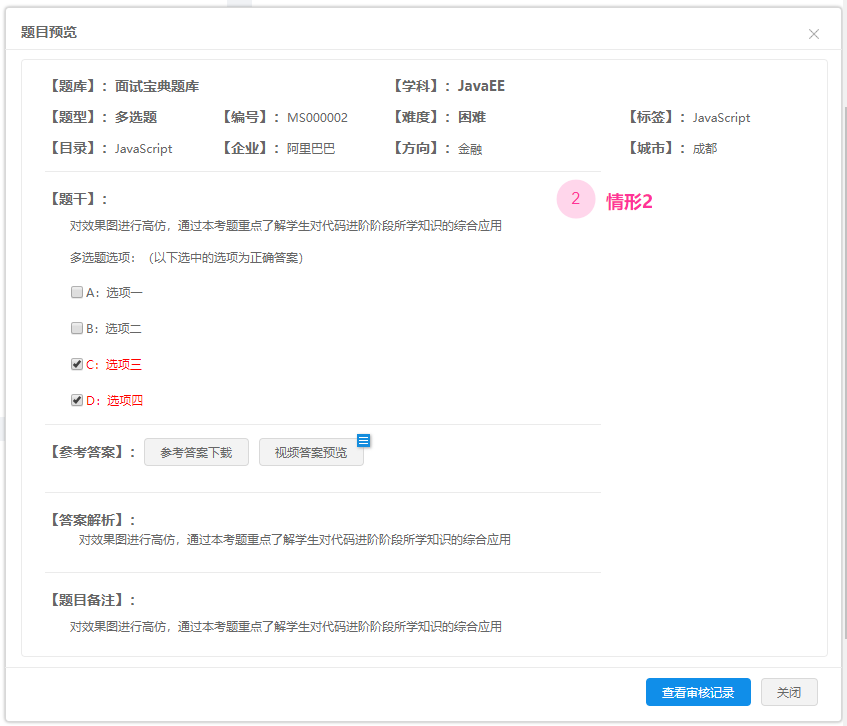 题目预览
【题库】：面试宝典题库 【学科】：JavaEE
【题型】：多选题 【编号】：MS000002 【难度】：困难 【标签】：JavaScript
【目录】：JavaScript 【企业】：阿里巴巴 【方向】：金融 【城市】：成都
【题干】：
2 情形2
对效果图进行高仿，通过本考题重点了解学生对代码进阶阶段所学知识的综合应用
多选题选项：（以下选中的选项为正确答案）
A：选项一
B：选项二
C：选项三
D：选项四
【参考答案】： 参考答案下载 视频答案预览
【答案解析】：
对效果图进行高仿，通过本考题重点了解学生对代码进阶阶段所学知识的综合应用
【题目备注】：
对效果图进行高仿，通过本考题重点了解学生对代码进阶阶段所学知识的综合应用
查看审核记录 关闭